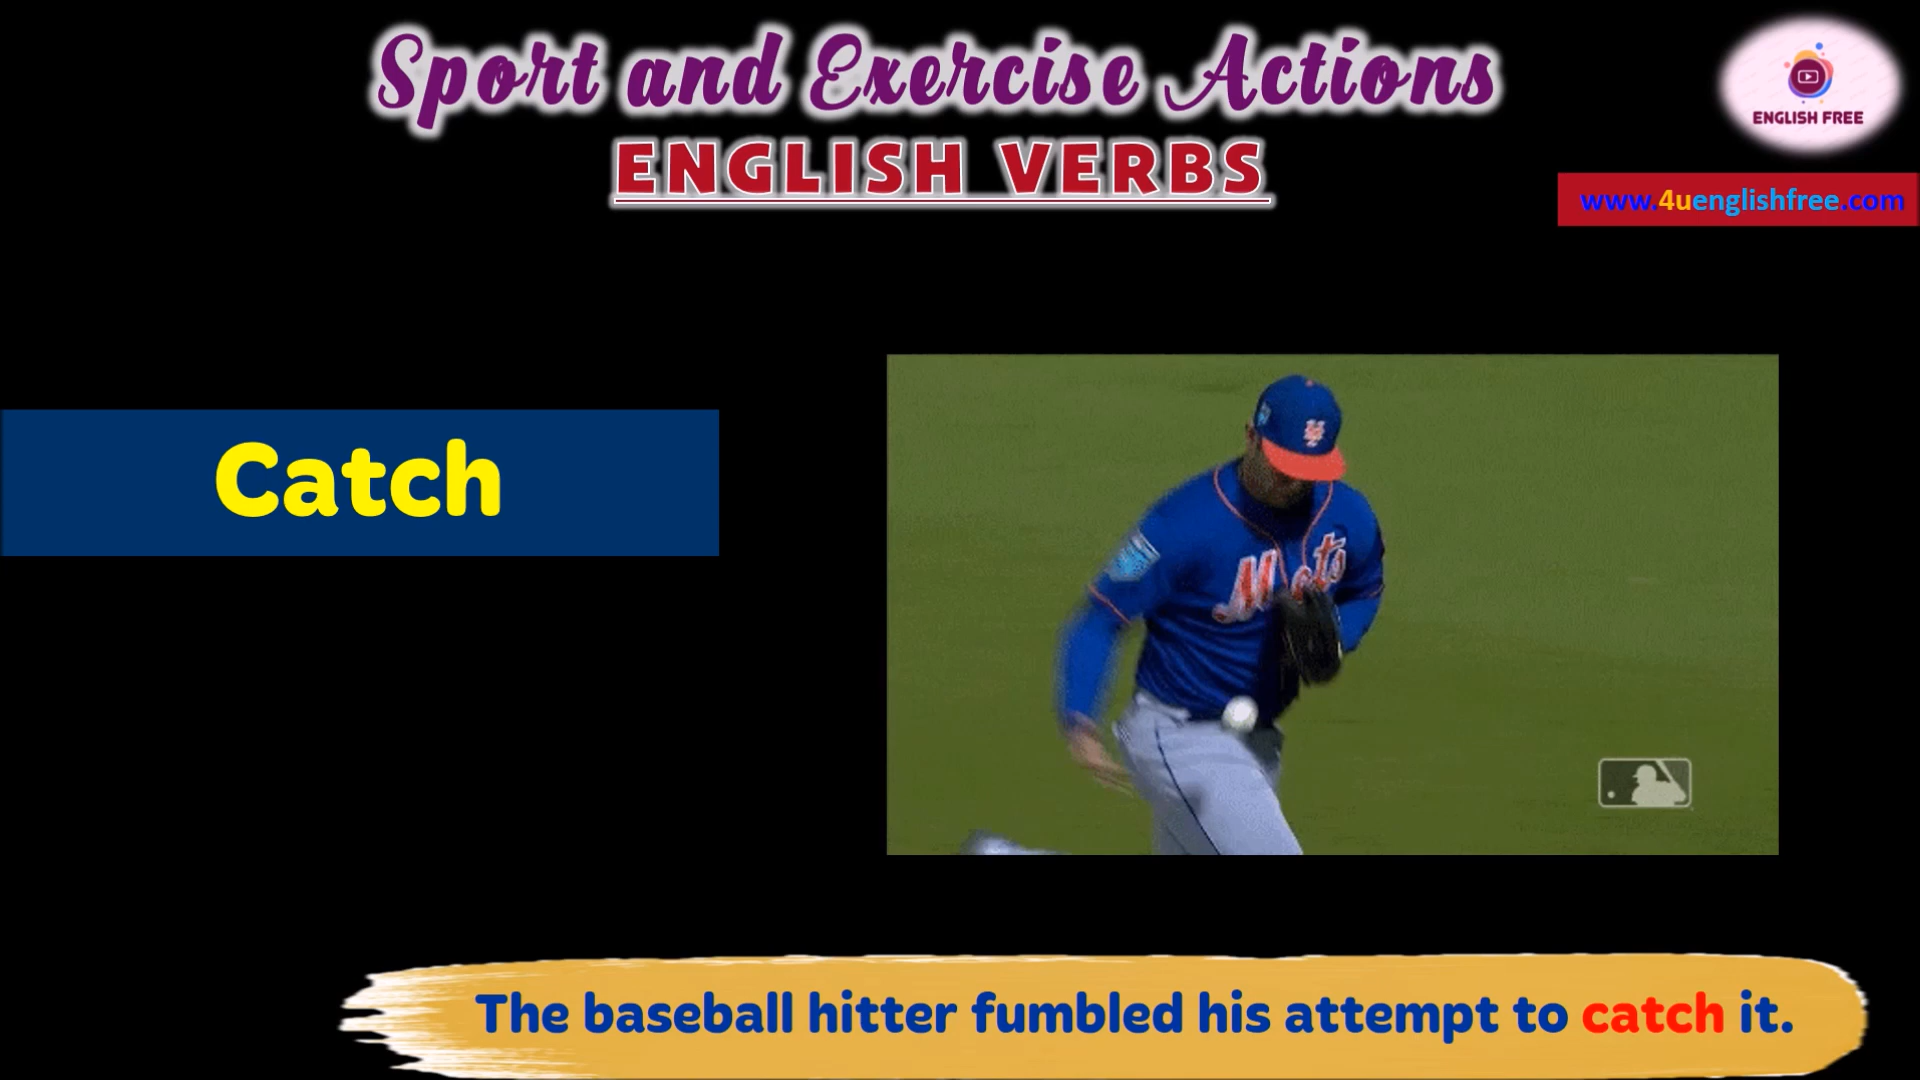 Sport and Exercise Actions
ENGLISH VERBS
ENGLISH FREE
www.4uenglishfree.com
Catch
Mets
The baseball hitter fumbled his attempt to catch it.